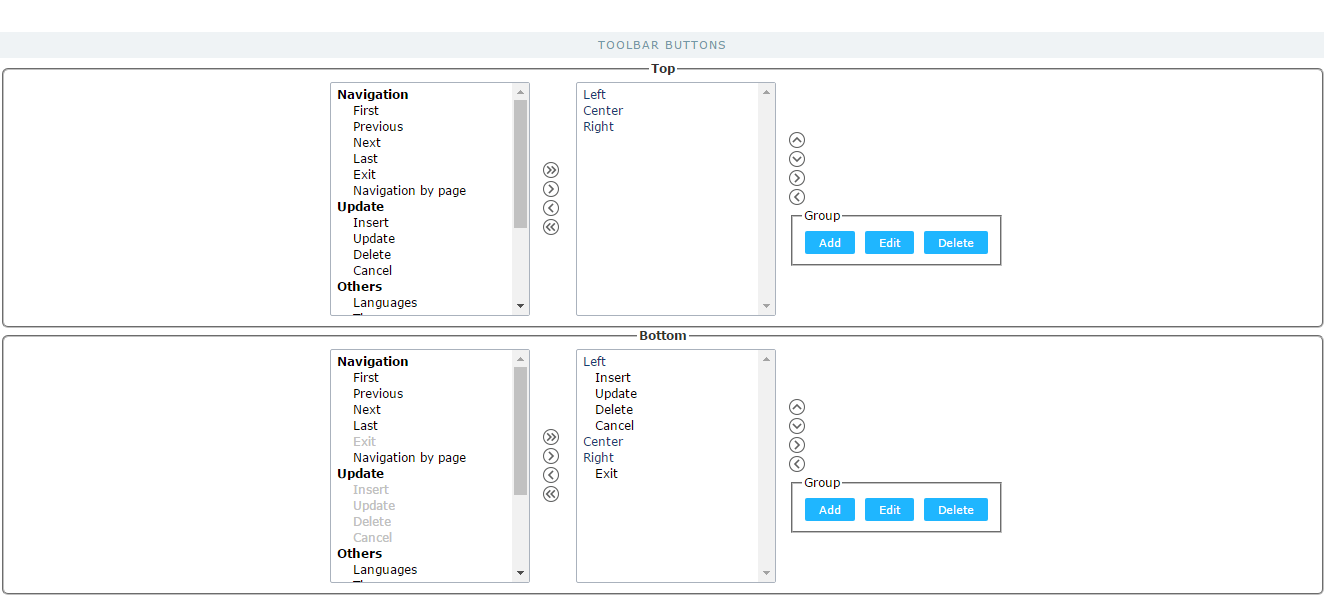 TOOLBAR BUTTONS
Top
Navigation
First
Previous
Next
Last
Exit
Navigation by page
Update
Insert
Update
Delete
Cancel
Others
Languages
Left
Center
Right
Group
Add Edit Delete
Bottom
Navigation
First
Previous
Next
Last
Exit
Navigation by page
Update
Insert
Update
Delete
Cancel
Others
Languages
Left
Insert
Update
Delete
Cancel
Center
Right
Exit
Group
Add Edit Delete